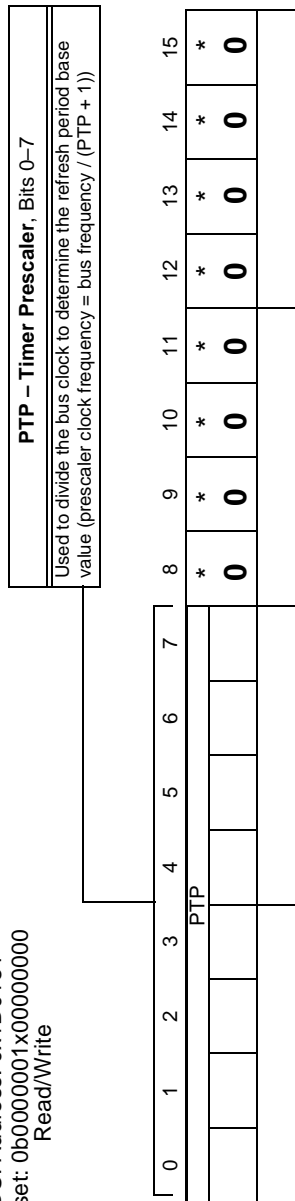 PTP – Timer Prescaler, Bits 0–7
Used to divide the bus clock to determine the refresh period base
value (prescaler clock frequency = bus frequency / (PTP + 1))
set: 0b0000001x00000000
Read/Write
0 1 2 3 4 5 6 7 8 9 10 11 12 13 14 15
PTP * * * * * * * *
0 0 0 0 0 0 0 0